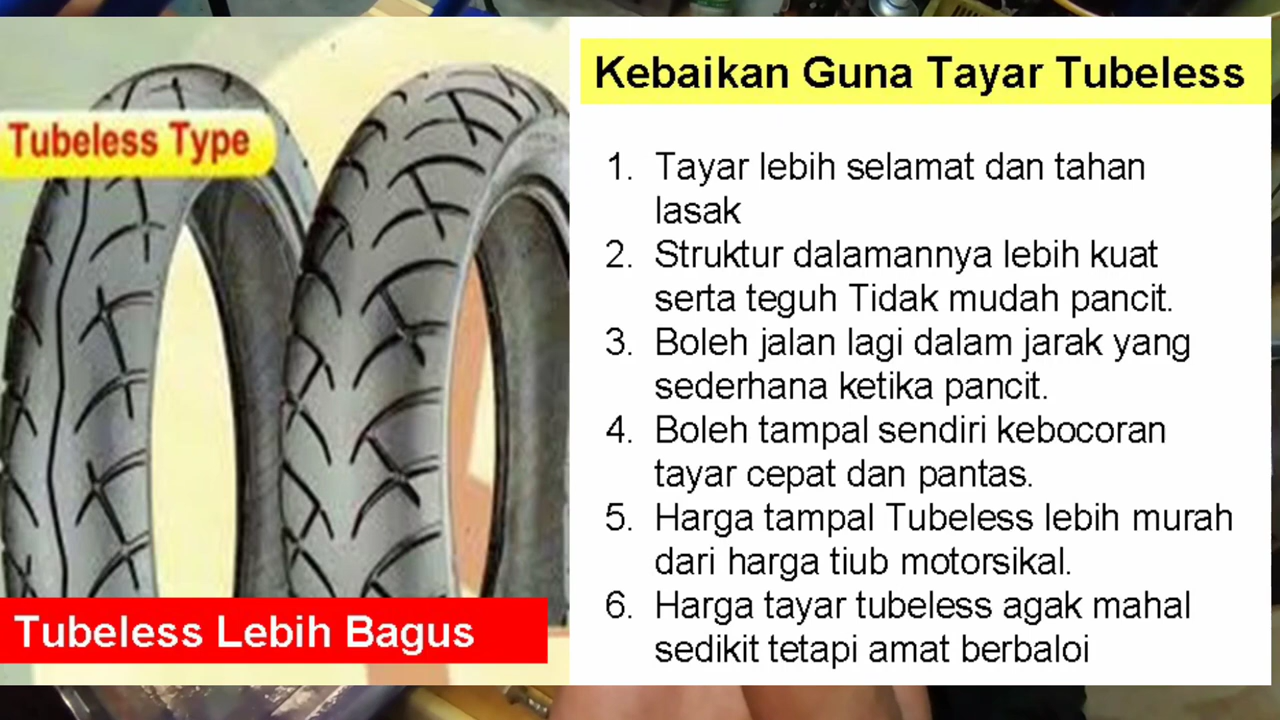 Tubeless Type
Tubeless Lebih Bagus
Kebaikan Guna Tayar Tubeless
1. Tayar lebih selamat dan tahan
lasak
2. Struktur dalamannya lebih kuat
serta teguh Tidak mudah pancit.
3. Boleh jalan lagi dalam jarak yang
sederhana ketika pancit.
4. Boleh tampal sendiri kebocoran
tayar cepat dan pantas.
5. Harga tampal Tubeless lebih murah
dari harga tiub motorsikal.
6. Harga tayar tubeless agak mahal
sedikit tetapi amat berbaloi